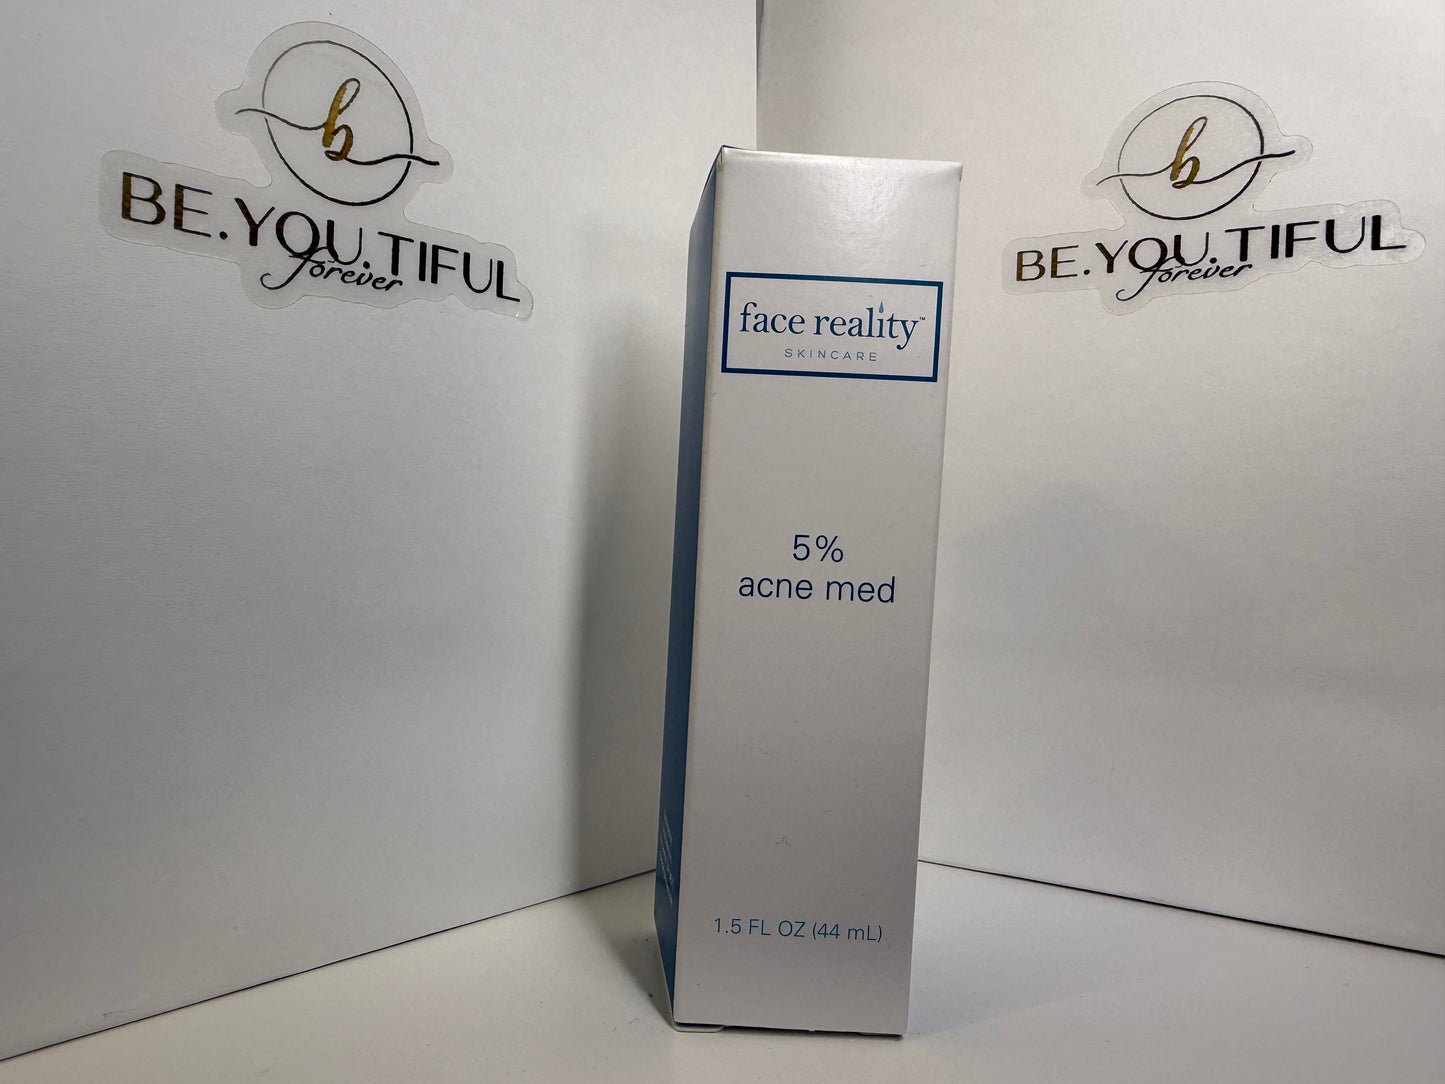 b
BE.YOU.TIFUL
forever
face reality™
SKINCARE
5%
acne med
1.5 FL OZ (44 mL)
b
BE.YOU.TIFUL
forever